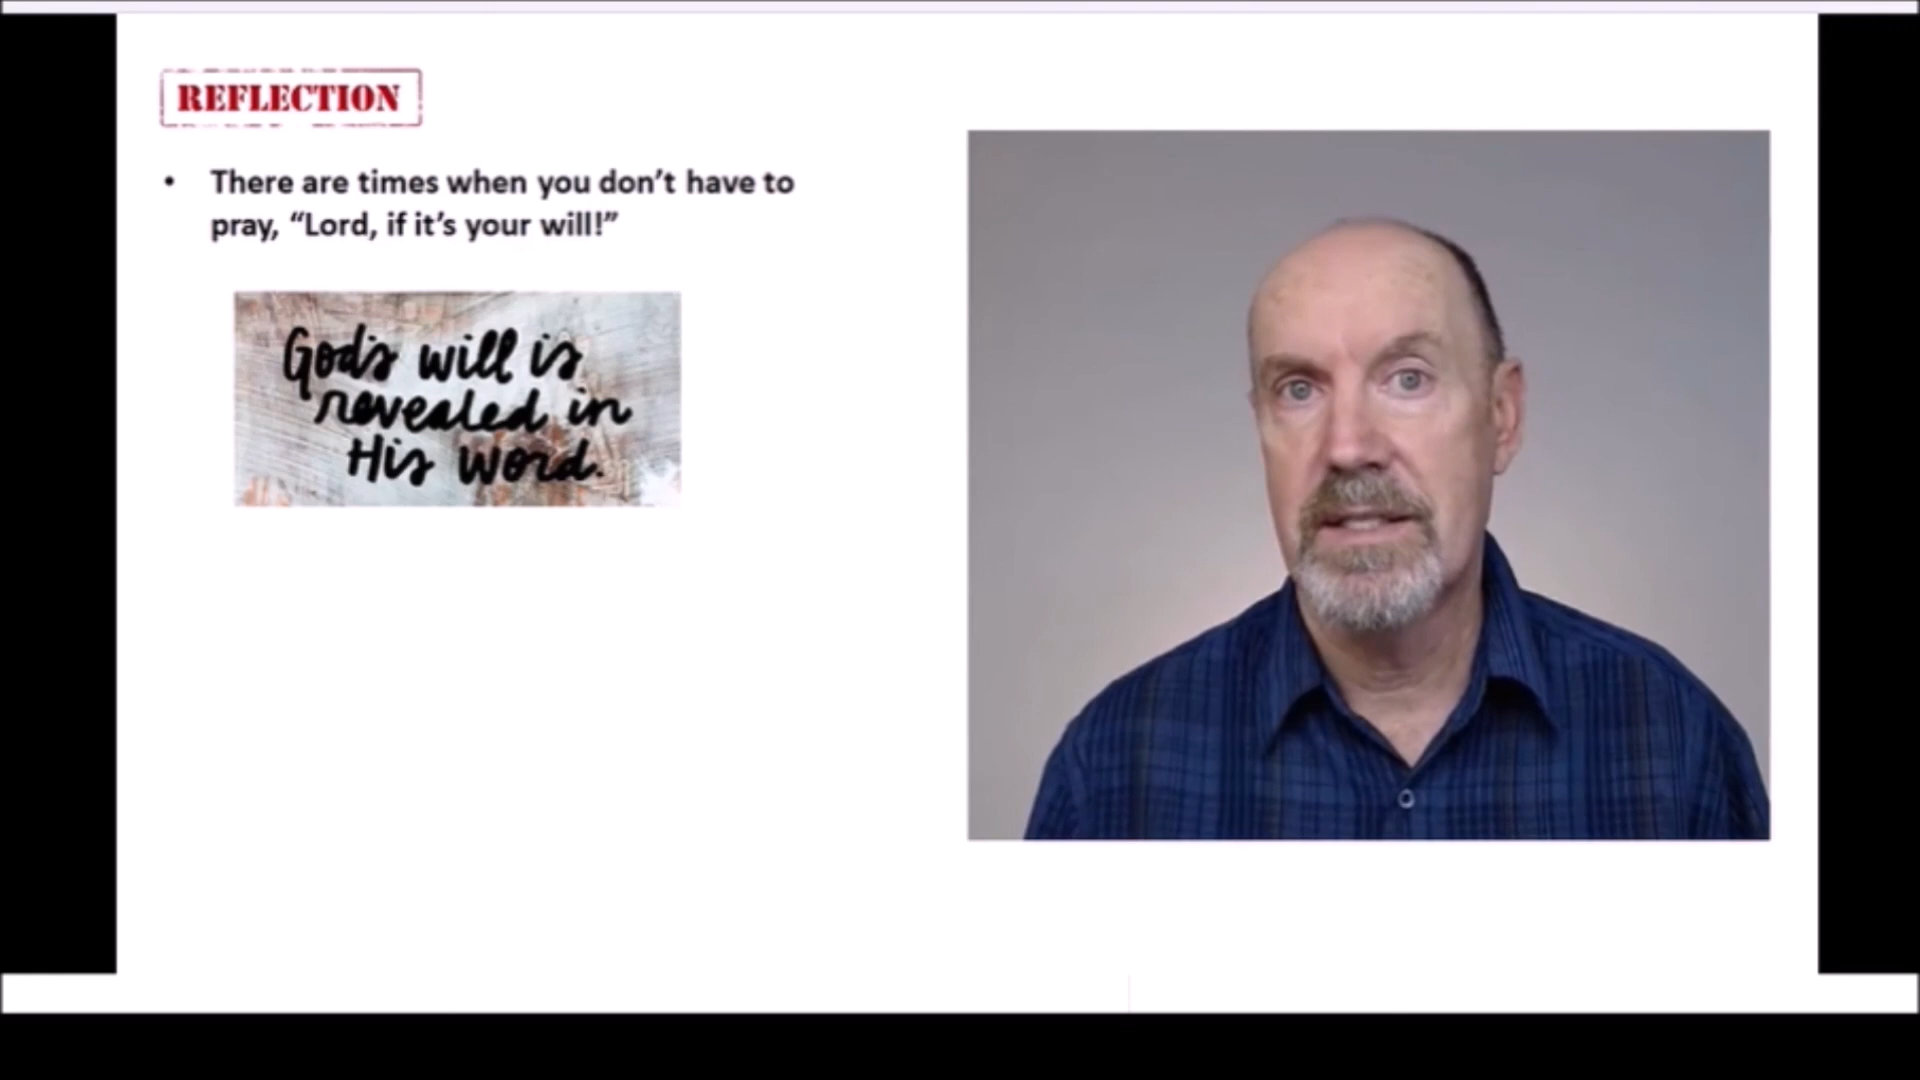 REFLECTION
• There are times when you don’t have to
pray, “Lord, if it’s your will!”
God's will is
revealed in
His word.